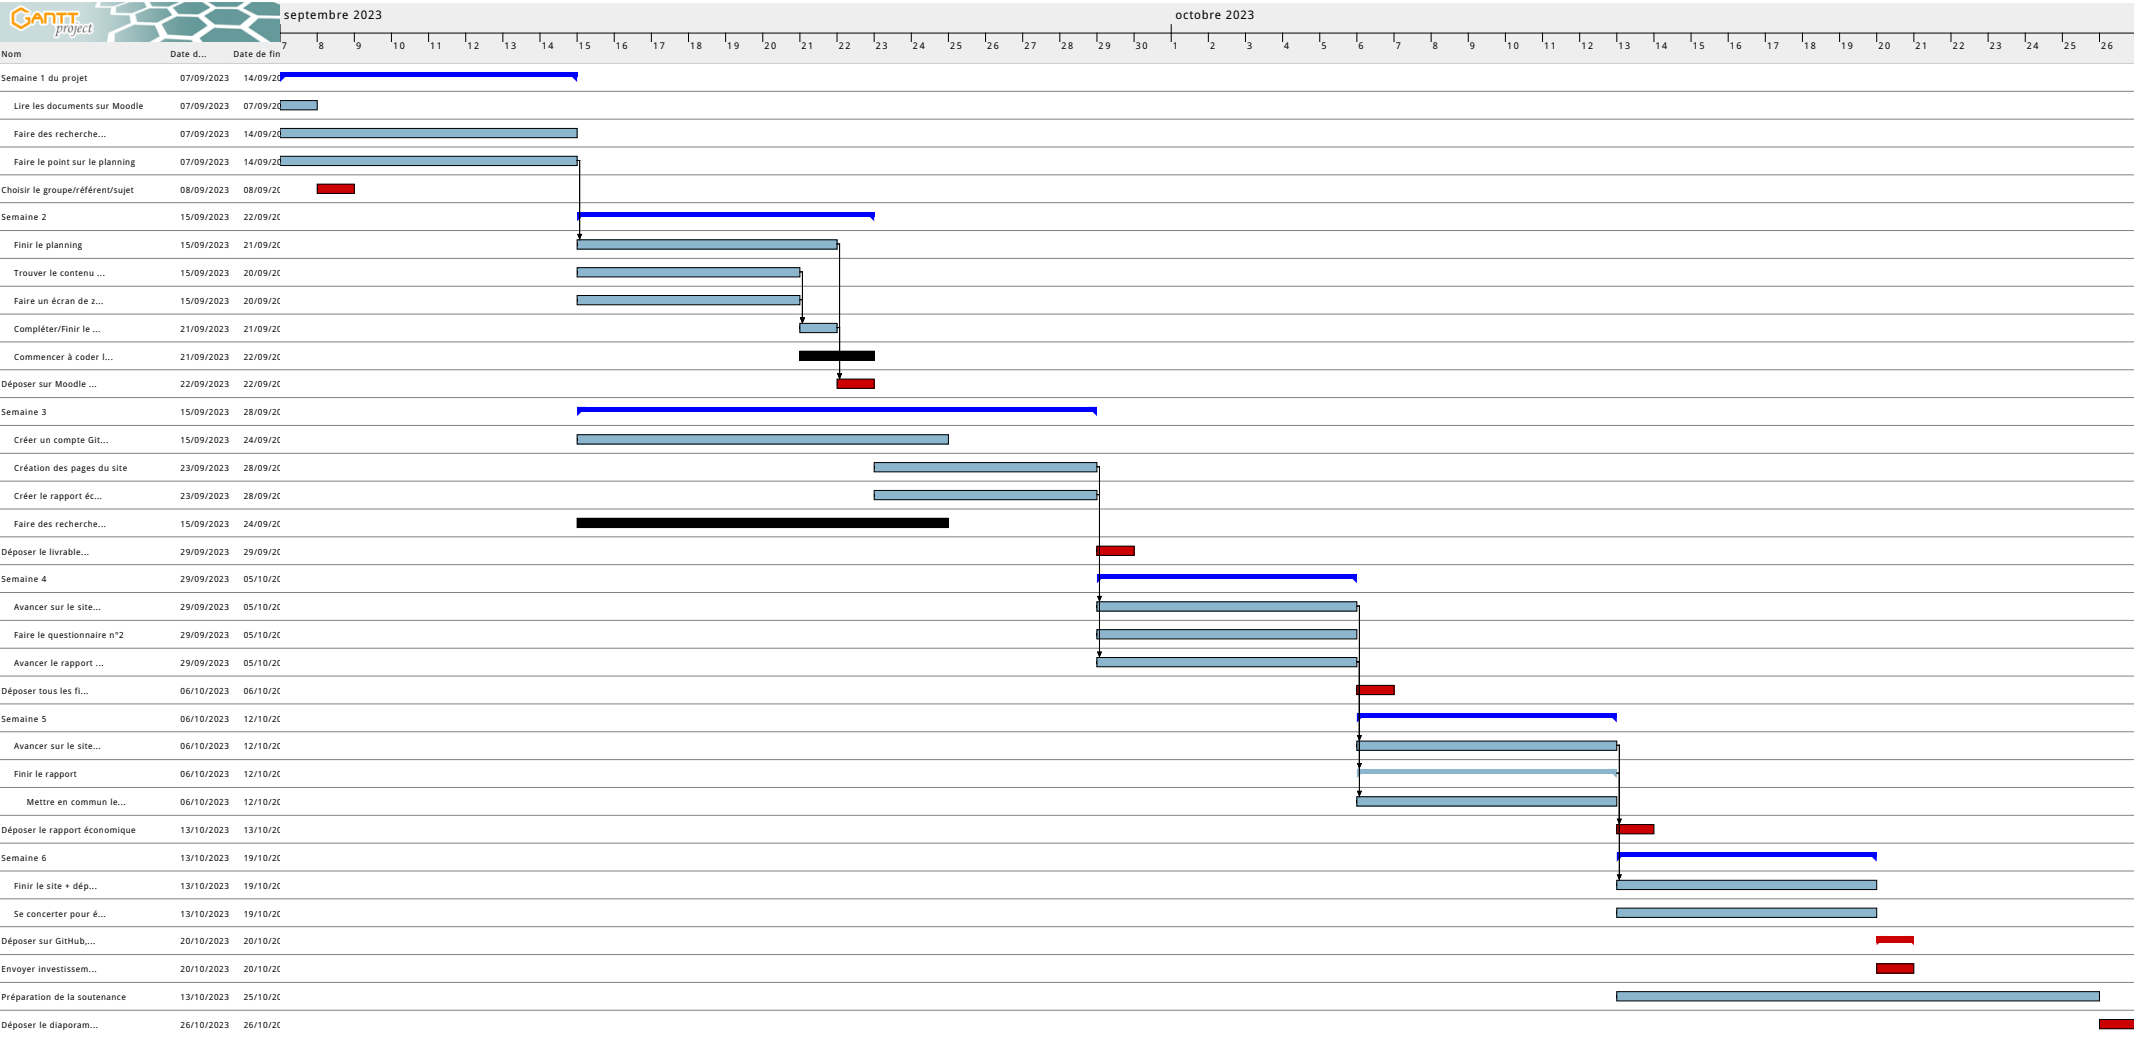 GANTT
project
septembre 2023 octobre 2023
7 8 9 10 11 12 13 14 15 16 17 18 19 20 21 22 23 24 25 26 27 28 29 30 1 2 3 4 5 6 7 8 9 10 11 12 13 14 15 16 17 18 19 20 21 22 23 24 25 26
Nom Date d... Date de fin
Semaine 1 du projet 07/09/2023 14/09/20
Lire les documents sur Moodle 07/09/2023 07/09/20
Faire des recherche... 07/09/2023 14/09/20
Faire le point sur le planning 07/09/2023 14/09/20
Choisir le groupe/référent/sujet 08/09/2023 08/09/20
Semaine 2 15/09/2023 22/09/20
Finir le planning 15/09/2023 21/09/20
Trouver le contenu ... 15/09/2023 20/09/20
Faire un écran de z... 15/09/2023 20/09/20
Compléter/Finir le ... 21/09/2023 21/09/20
Commencer à coder l... 21/09/2023 22/09/20
Déposer sur Moodle ... 22/09/2023 22/09/20
Semaine 3 15/09/2023 28/09/20
Créer un compte Git... 15/09/2023 24/09/20
Création des pages du site 23/09/2023 28/09/20
Créer le rapport éc... 23/09/2023 28/09/20
Faire des recherche... 15/09/2023 24/09/20
Déposer le livrable... 29/09/2023 29/09/20
Semaine 4 29/09/2023 05/10/20
Avancer sur le site... 29/09/2023 05/10/20
Faire le questionnaire n°2 29/09/2023 05/10/20
Avancer le rapport ... 29/09/2023 05/10/20
Déposer tous les fi... 06/10/2023 06/10/20
Semaine 5 06/10/2023 12/10/20
Avancer sur le site... 06/10/2023 12/10/20
Finir le rapport 06/10/2023 12/10/20
Mettre en commun le... 06/10/2023 12/10/20
Déposer le rapport économique 13/10/2023 13/10/20
Semaine 6 13/10/2023 19/10/20
Finir le site + dép... 13/10/2023 19/10/20
Se concerter pour é... 13/10/2023 19/10/20
Déposer sur GitHub,... 20/10/2023 20/10/20
Envoyer investissem... 20/10/2023 20/10/20
Préparation de la soutenance 13/10/2023 25/10/20
Déposer le diaporam... 26/10/2023 26/10/20